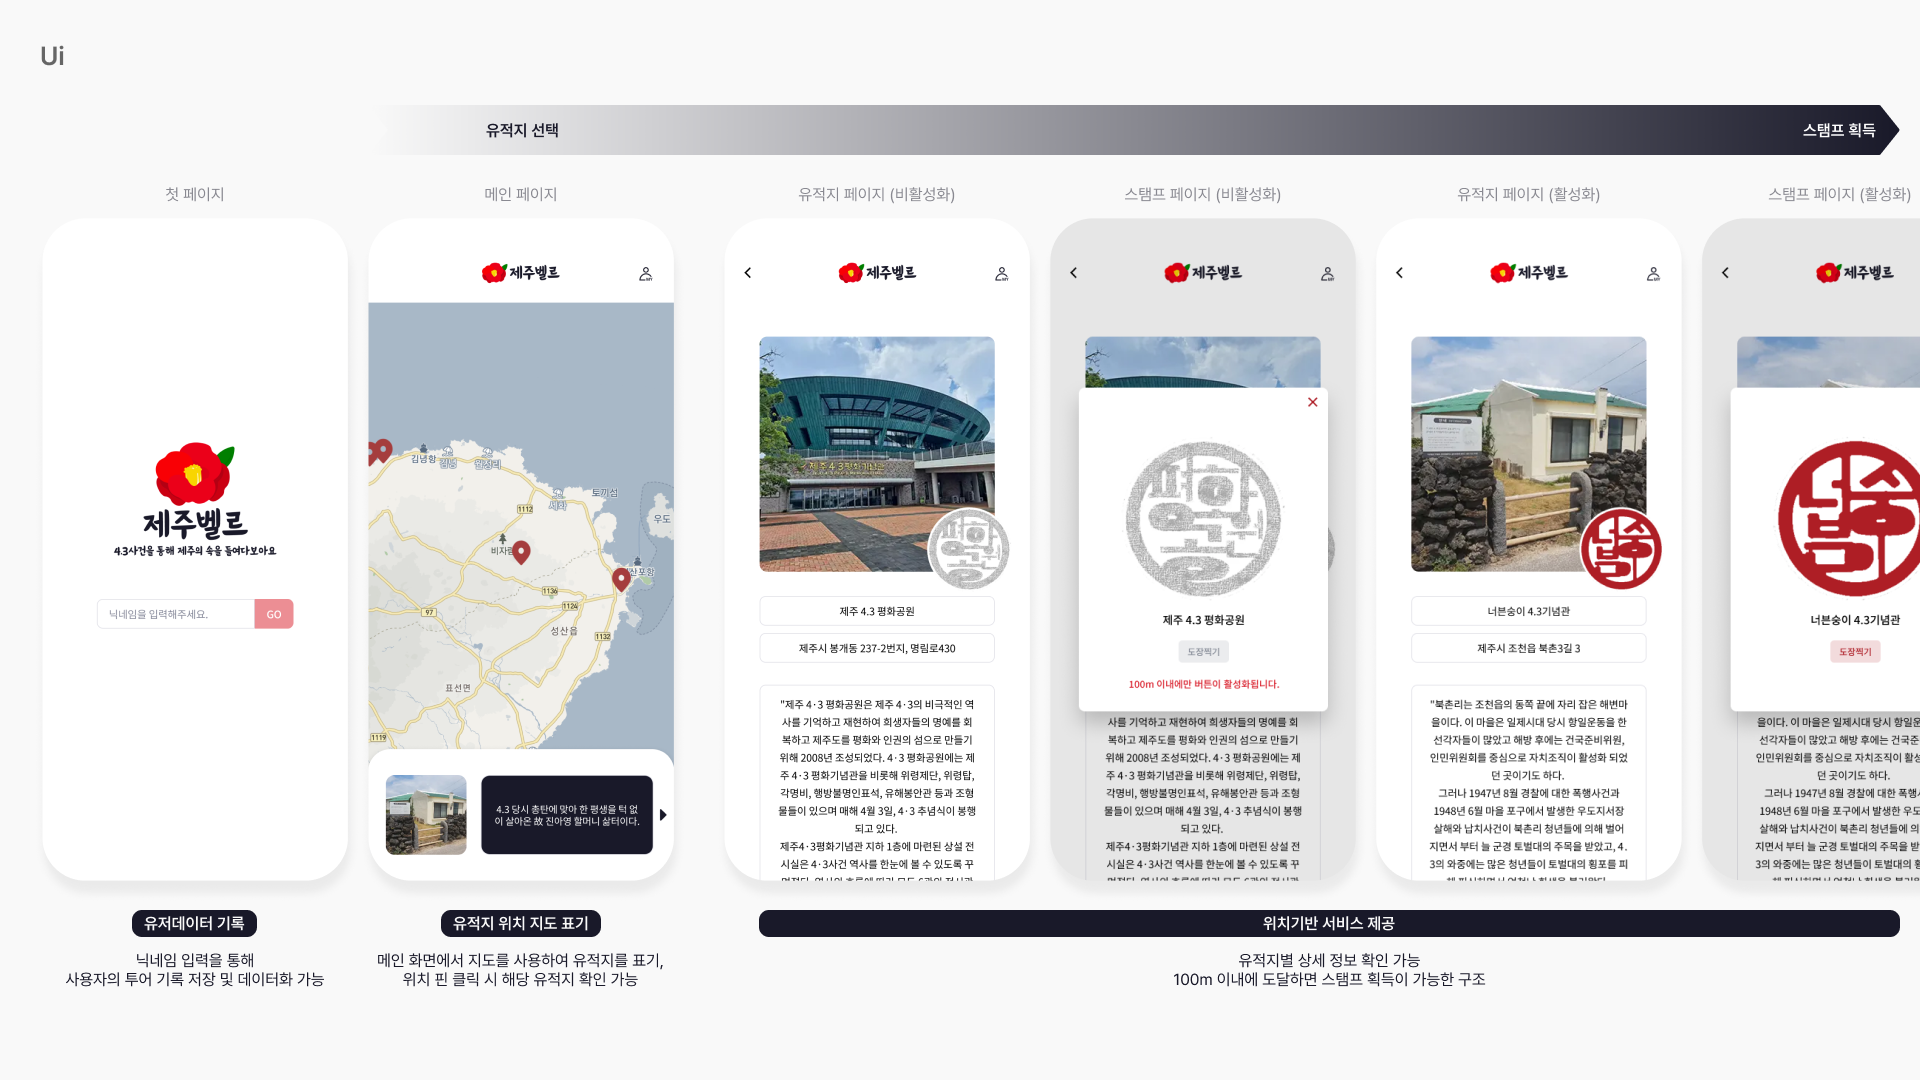 Ui
유적지 선택
스탬프 획득
첫 페이지
메인 페이지
유적지 페이지 (비활성화)
스탬프 페이지 (비활성화)
유적지 페이지 (활성화)
스탬프 페이지 (활성화)
제주벨르
4.3사건을 통해 제주의 속을 들여다보아요
닉네임을 입력해주세요.
GO
제주벨르
김녕항
김녕
월정리
토끼섬
세화
우도
1112
비자림
산포항
1136
1124
97
성산읍
1132
표선면
1119
4.3 당시 총탄에 맞아 한 평생을 턱 없
이 살아온 故 진아영 할머니 삶터이다.
제주벨르
제주4·3평화기념관
평화공원
제주 4.3 평화공원
제주시 봉개동 237-2번지, 명림로430
"제주 4·3 평화공원은 제주 4·3의 비극적인 역
사를 기억하고 재현하여 희생자들의 명예를 회
복하고 제주도를 평화와 인권의 섬으로 만들기
위해 2008년 조성되었다. 4·3 평화공원에는 제
주 4·3 평화기념관을 비롯해 위령제단, 위령탑,
각명비, 행방불명인표석, 유해봉안관 등과 조형
물들이 있으며 매해 4월 3일, 4·3 추념식이 봉행
되고 있다.
제주4·3평화기념관 지하 1층에 마련된 상설 전
시실은 4·3사건 역사를 한눈에 볼 수 있도록 꾸
제주벨르
평화공원
제주 4.3 평화공원
도장찍기
100m 이내에만 버튼이 활성화됩니다.
사를 기억하고 재현하여 희생자들의 명예를 회
복하고 제주도를 평화와 인권의 섬으로 만들기
위해 2008년 조성되었다. 4·3 평화공원에는 제
주 4·3 평화기념관을 비롯해 위령제단, 위령탑,
각명비, 행방불명인표석, 유해봉안관 등과 조형
물들이 있으며 매해 4월 3일, 4·3 추념식이 봉행
되고 있다.
제주4·3평화기념관 지하 1층에 마련된 상설 전
시실은 4·3사건 역사를 한눈에 볼 수 있도록 꾸
제주벨르
너븐숭이 4.3기념관
제주시 조천읍 북촌3길 3
"북촌리는 조천읍의 동쪽 끝에 자리 잡은 해변마
을이다. 이 마을은 일제시대 당시 항일운동을 한
선각자들이 많았고 해방 후에는 건국준비위원,
인민위원회를 중심으로 자치조직이 활성화 되었
던 곳이기도 하다.
그러나 1947년 8월 경찰에 대한 폭행사건과
1948년 6월 마을 포구에서 발생한 우도지서장
살해와 납치사건이 북촌리 청년들에 의해 벌어
지면서 부터 늘 군경 토벌대의 주목을 받았고, 4.
3의 와중에는 많은 청년들이 토벌대의 횡포를 피
제주벨르
너븐숭이 4.3기념관
도장찍기
을이다. 이 마을은 일제시대 당시 항일운
선각자들이 많았고 해방 후에는 건국준
인민위원회를 중심으로 자치조직이 활성
던 곳이기도 하다.
그러나 1947년 8월 경찰에 대한 폭행
1948년 6월 마을 포구에서 발생한 우도
살해와 납치사건이 북촌리 청년들에 의
지면서 부터 늘 군경 토벌대의 주목을 받
3의 와중에는 많은 청년들이 토벌대의 횡
유저데이터 기록
닉네임 입력을 통해
사용자의 투어 기록 저장 및 데이터화 가능
유적지 위치 지도 표기
메인 화면에서 지도를 사용하여 유적지를 표기,
위치 핀 클릭 시 해당 유적지 확인 가능
위치기반 서비스 제공
유적지별 상세 정보 확인 가능
100m 이내에 도달하면 스탬프 획득이 가능한 구조